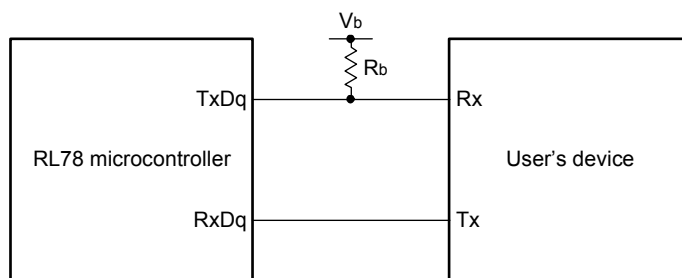 Vb
Rb
TxDq
Rx
RL78 microcontroller
User's device
RxDq
Tx